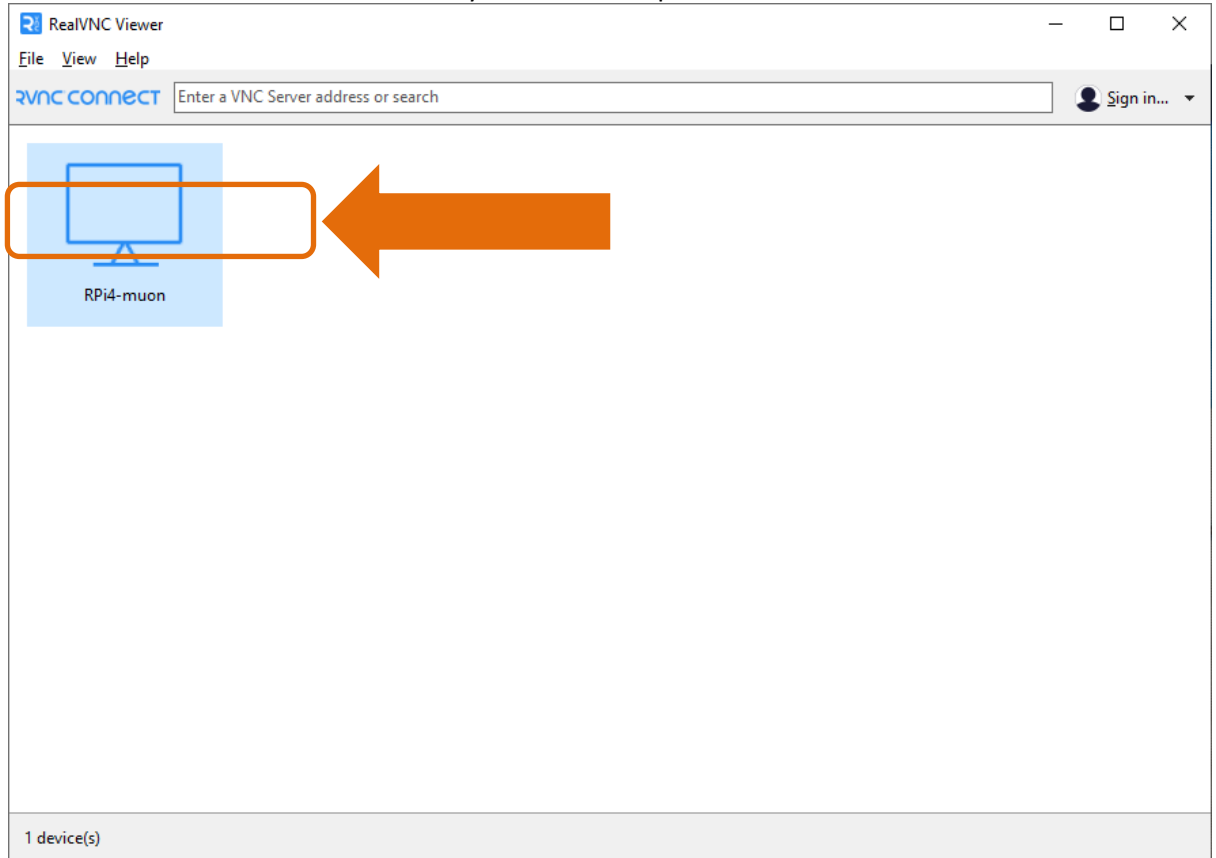 RealVNC Viewer
File View Help
RVNC CONNECT Enter a VNC Server address or search Sign in...
RPi4-muon
1 device(s)